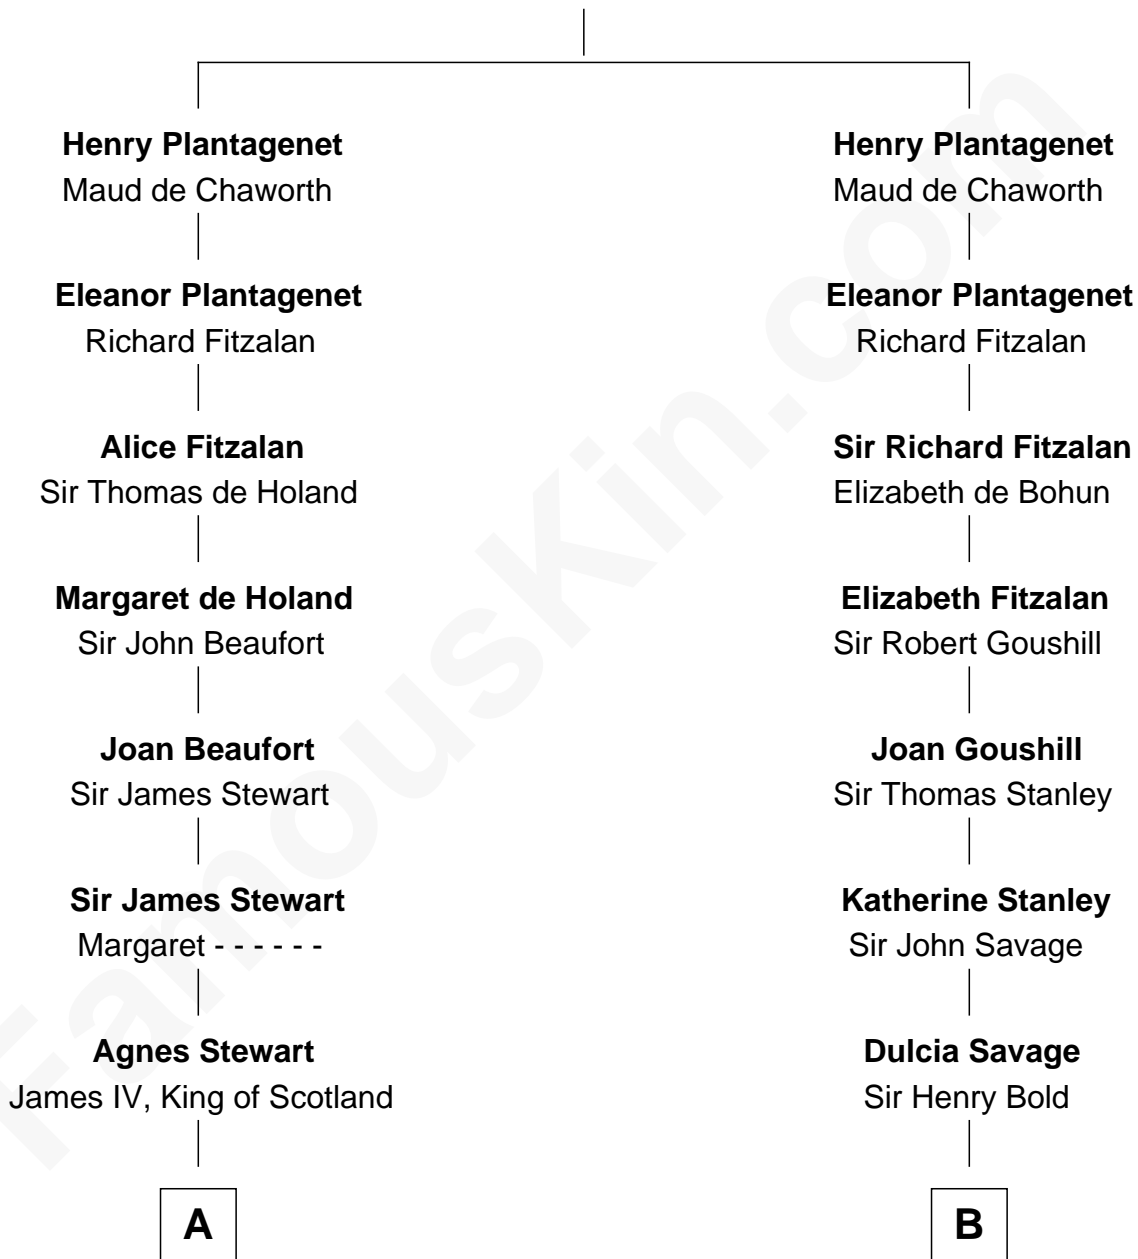 Henry Plantagenet
Maud de Chaworth
Eleanor Plantagenet
Richard Fitzalan
Alice Fitzalan
Sir Thomas de Holand
Margaret de Holand
Sir John Beaufort
Joan Beaufort
Sir James Stewart
Sir James Stewart
Margaret - - - - - -
Agnes Stewart
James IV, King of Scotland
A
Henry Plantagenet
Maud de Chaworth
Eleanor Plantagenet
Richard Fitzalan
Sir Richard Fitzalan
Elizabeth de Bohun
Elizabeth Fitzalan
Sir Robert Goushill
Joan Goushill
Sir Thomas Stanley
Katherine Stanley
Sir John Savage
Dulcia Savage
Sir Henry Bold
B
FamousKin.com